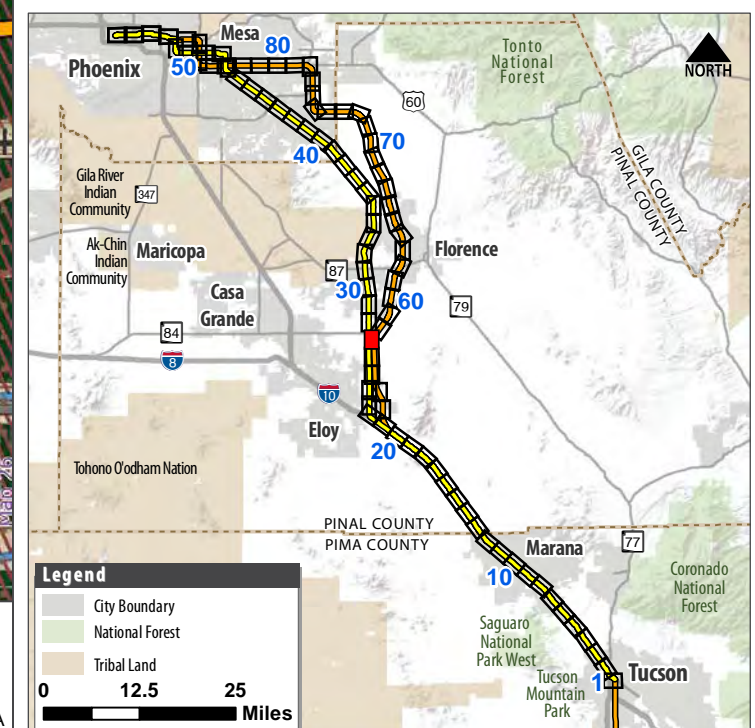 Mesa
80
Tonto
National
Forest
NORTH
Phoenix
50
60
70
40
GILA COUNTY
PINAL COUNTY
Gila River
Indian
Community
347
Ak-Chin
Indian
Community
Maricopa
Florence
87
30
60
Casa
Grande
79
84
8
10
Eloy
20
Tohono O'odham Nation
PINAL COUNTY
PIMA COUNTY
Marana
77
10
Coronado
National
Forest
Saguaro
National
Park West
Tucson
Mountain
Park
1
Tucson
Legend
City Boundary
National Forest
Tribal Land
0 12.5 25
Miles
A